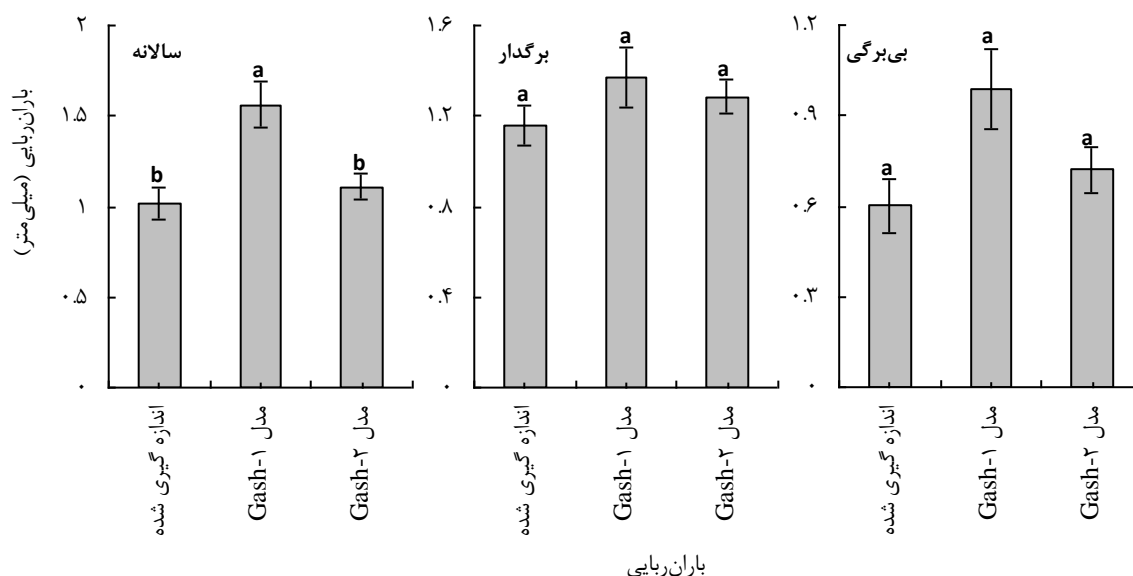 باران‌ربایی (میلی‌متر)
سالانه
۲
۱.۵
۱
۰.۵
۰
a
b
b
اندازه گیری شده
مدل Gash-۱
مدل Gash-۲
برگدار
۱.۶
۱.۲
۰.۸
۰.۴
۰
a
a
a
اندازه گیری شده
مدل Gash-۱
مدل Gash-۲
بی‌برگی
۱.۲
۰.۹
۰.۶
۰.۳
۰
a
a
a
اندازه گیری شده
مدل Gash-۱
مدل Gash-۲
باران‌ربایی